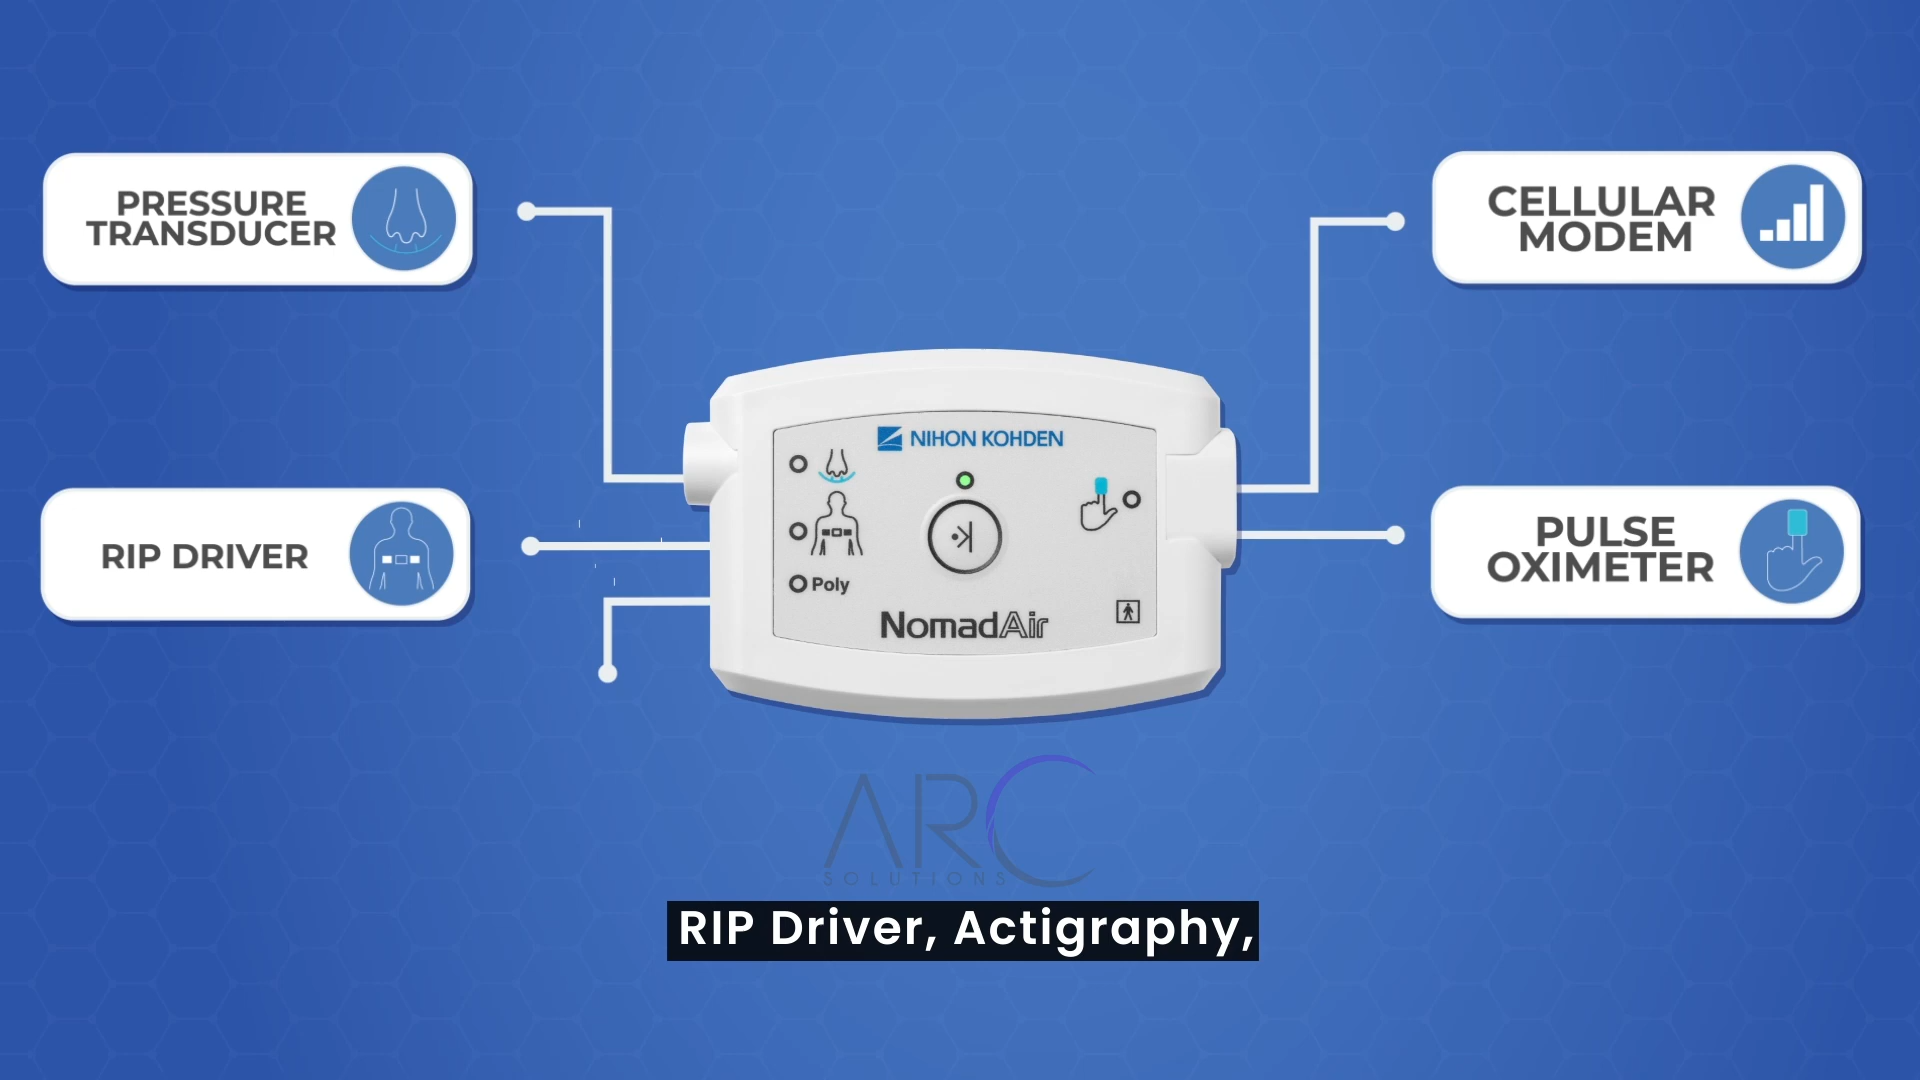 PRESSURE
TRANSDUCER
CELLULAR
MODEM
NIHON KOHDEN
RIP DRIVER
PULSE
OXIMETER
Poly
NomadAir
ARC
SOLUTIONS
RIP Driver, Actigraphy,